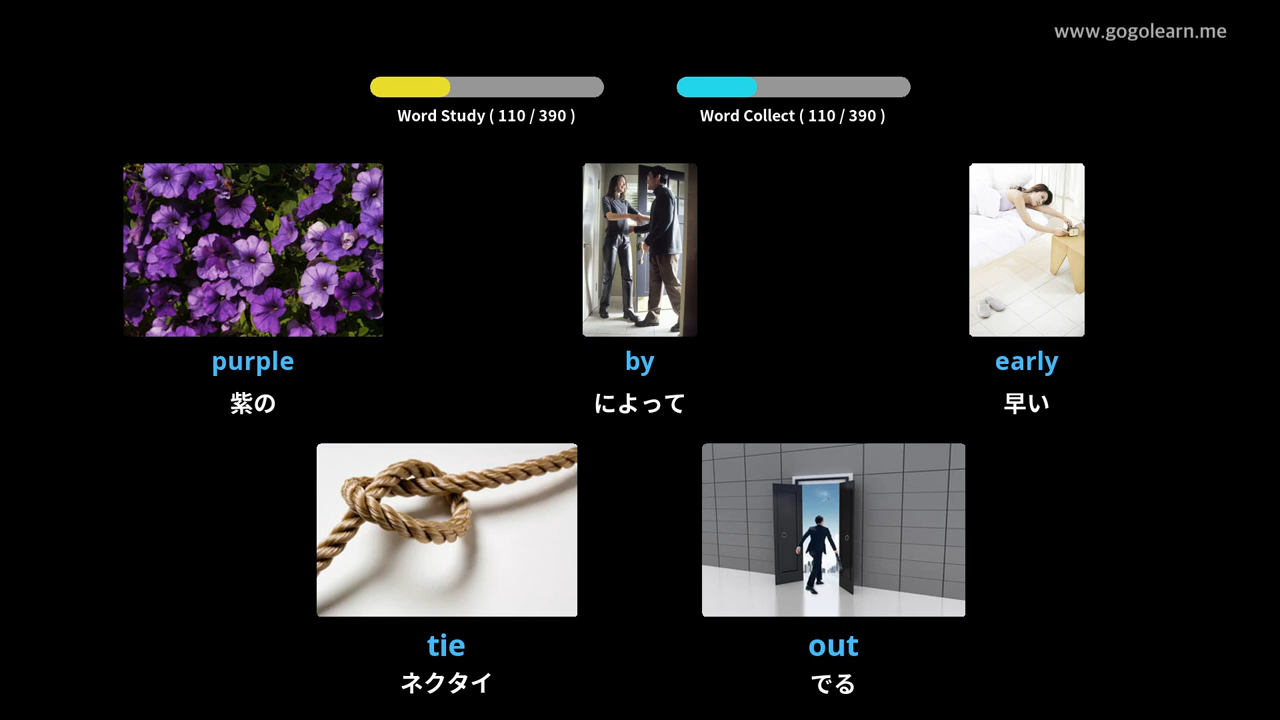 www.gogolearn.me
Word Study ( 110 / 390 )
Word Collect ( 110 / 390 )
purple
by
early
紫の
によって
早い
tie
out
ネクタイ
でる